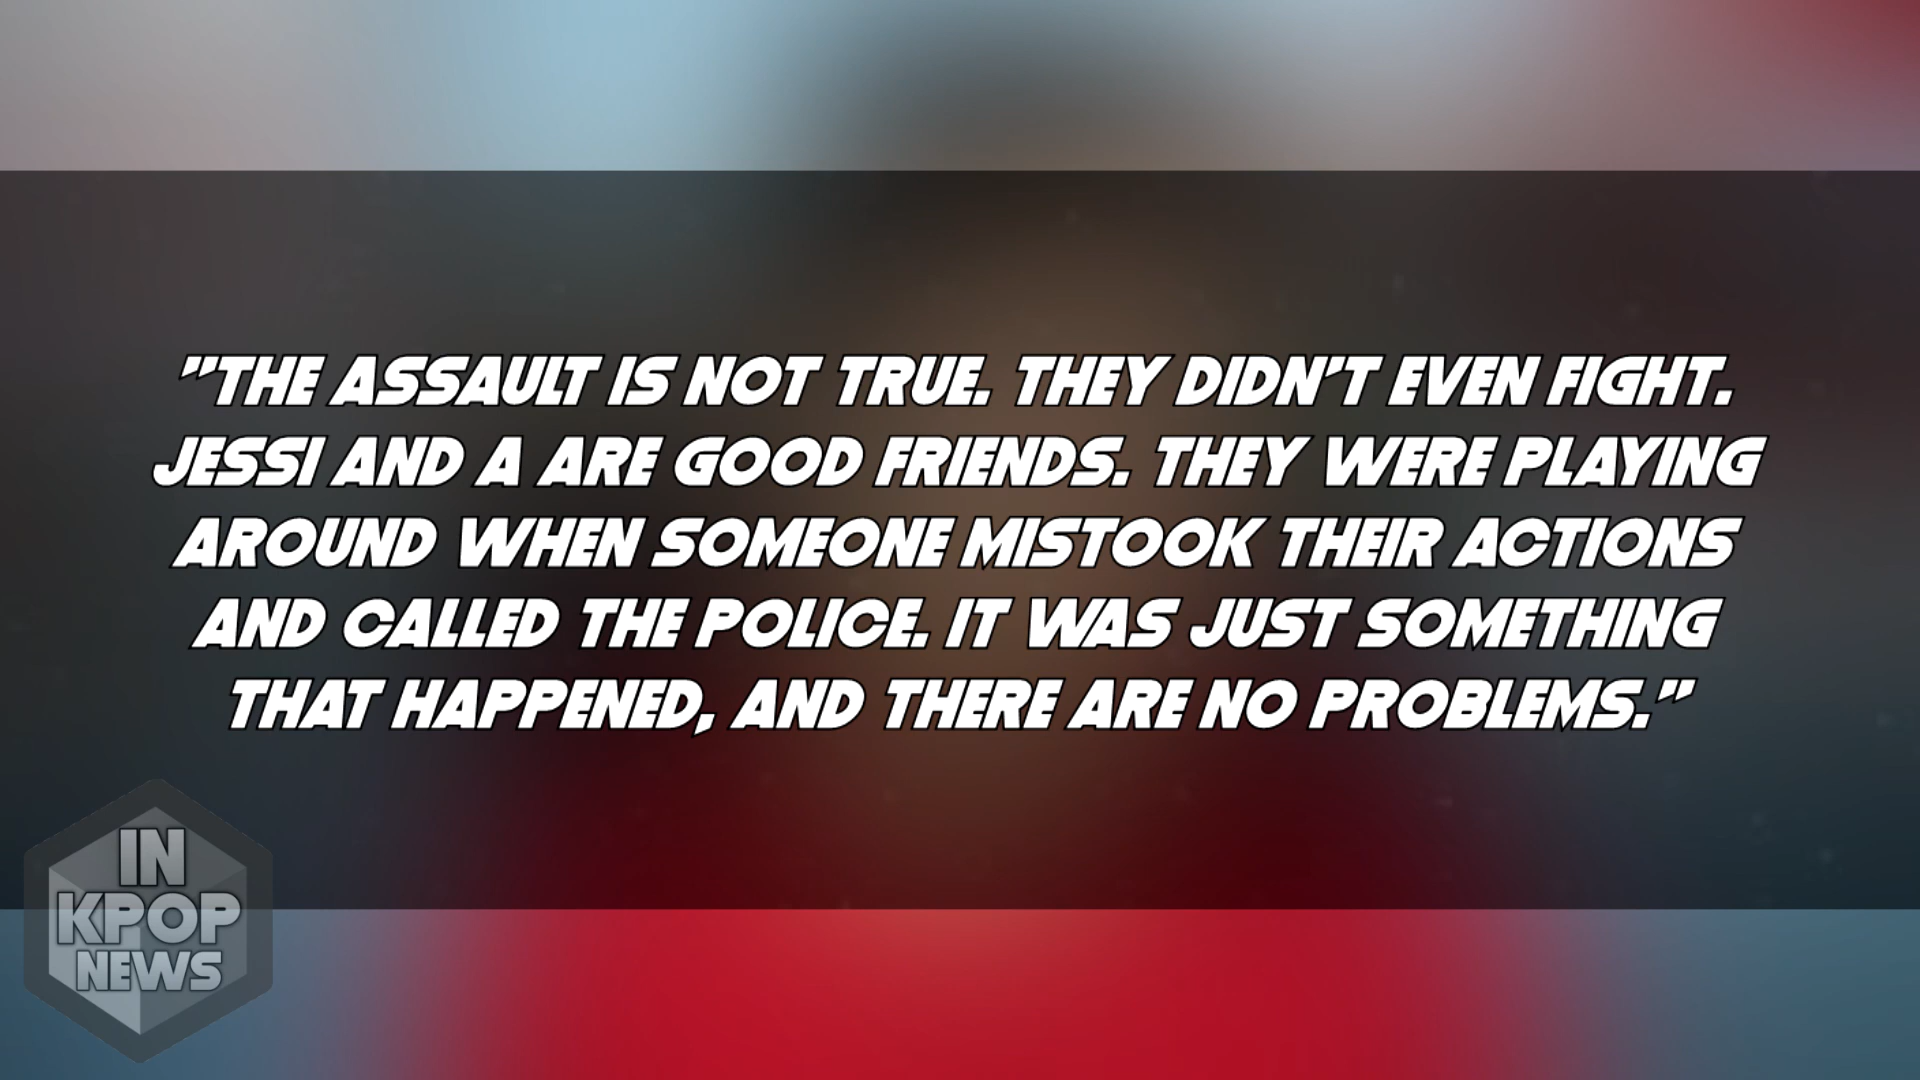 "THE ASSAULT IS NOT TRUE. THEY DIDN'T EVEN FIGHT.
JESSI AND A ARE GOOD FRIENDS. THEY WERE PLAYING
AROUND WHEN SOMEONE MISTOOK THEIR ACTIONS
AND CALLED THE POLICE. IT WAS JUST SOMETHING
THAT HAPPENED, AND THERE ARE NO PROBLEMS."
IN
KPOP
NEWS